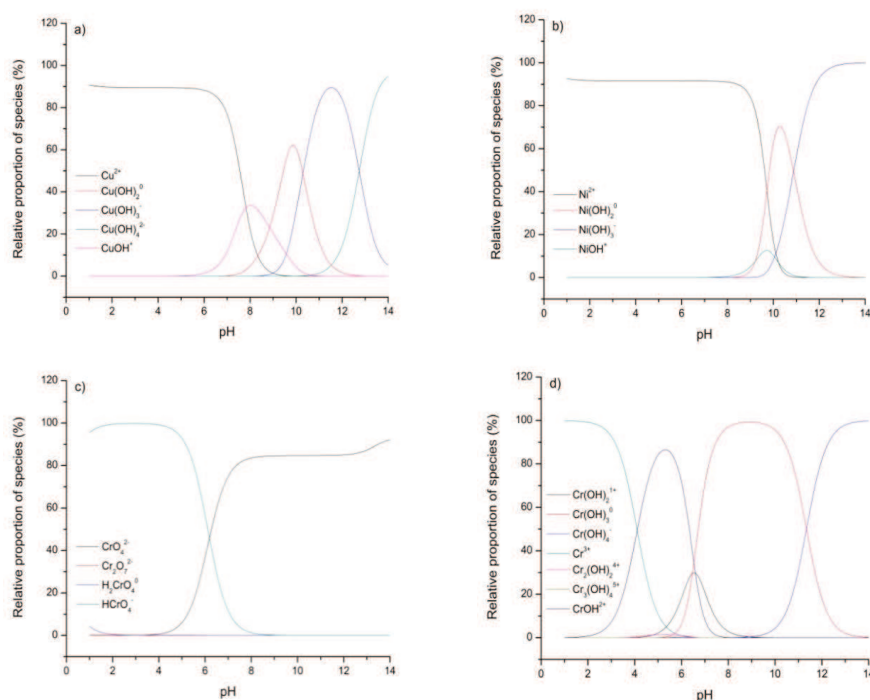 a)
Relative proportion of species (%)
120
100
80
60
40
20
0
Cu²⁺
Cu(OH)₂⁰
Cu(OH)₃⁻
Cu(OH)₄²⁻
CuOH⁺
0 2 4 6 8 10 12 14
pH
b)
Relative proportion of species (%)
120
100
80
60
40
20
0
Ni²⁺
Ni(OH)₂⁰
Ni(OH)₃⁻
NiOH⁺
0 2 4 6 8 10 12 14
pH
c)
Relative proportion of species (%)
120
100
80
60
40
20
0
CrO₄²⁻
Cr₂O₇²⁻
H₂CrO₄⁰
HCrO₄⁻
0 2 4 6 8 10 12 14
pH
d)
Relative proportion of species (%)
120
100
80
60
40
20
0
Cr(OH)₂¹⁺
Cr(OH)₃⁰
Cr(OH)₄⁻
Cr³⁺
Cr₂(OH)₂⁴⁺
Cr₃(OH)₄⁵⁺
CrOH²⁺
0 2 4 6 8 10 12 14
pH